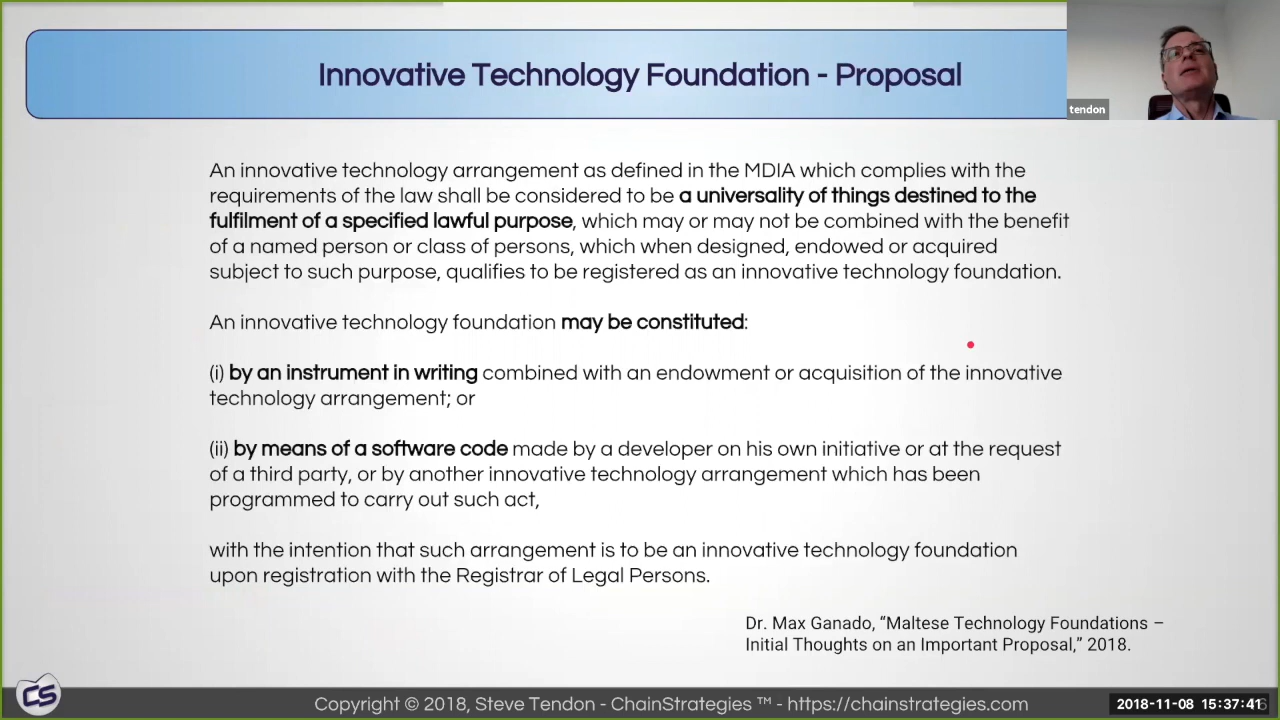 Innovative Technology Foundation - Proposal
tendon
An innovative technology arrangement as defined in the MDIA which complies with the
requirements of the law shall be considered to be a universality of things destined to the
fulfilment of a specified lawful purpose, which may or may not be combined with the benefit
of a named person or class of persons, which when designed, endowed or acquired
subject to such purpose, qualifies to be registered as an innovative technology foundation.
An innovative technology foundation may be constituted:
(i) by an instrument in writing combined with an endowment or acquisition of the innovative
technology arrangement; or
(ii) by means of a software code made by a developer on his own initiative or at the request
of a third party, or by another innovative technology arrangement which has been
programmed to carry out such act,
with the intention that such arrangement is to be an innovative technology foundation
upon registration with the Registrar of Legal Persons.
Dr. Max Ganado, “Maltese Technology Foundations –
Initial Thoughts on an Important Proposal,” 2018.
CS
Copyright © 2018, Steve Tendon - ChainStrategies ™ - https://chainstrategies.com
2018-11-08 15:37:41